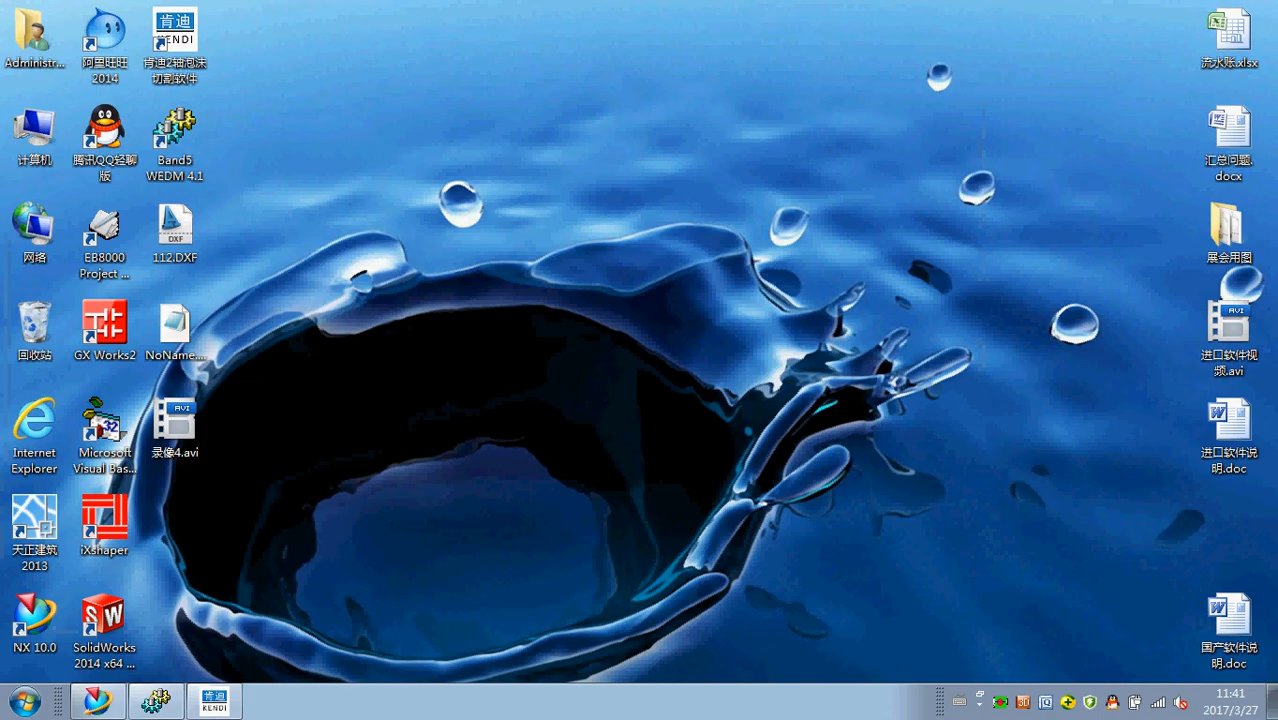 Administr...
计算机
网络
回收站
Internet
Explorer
天正建筑
2013
NX 10.0
阿里旺旺
2014
腾讯QQ轻聊
版
EB8000
Project ...
GX Works2
32
Microsoft
Visual Bas...
iXshaper
SW
SolidWorks
2014 x64 ...
肯迪
KENDI
肯迪2轴泡沫
切割软件
Band5
WEDM 4.1
DXF
112.DXF
NoName....
AVI
录像4.avi
流水账.xlsx
汇总问题.
docx
展会用图
AVI
进口软件视
频.avi
进口软件说
明.doc
国产软件说
明.doc
肯迪
KENDI
11:41
2017/3/27